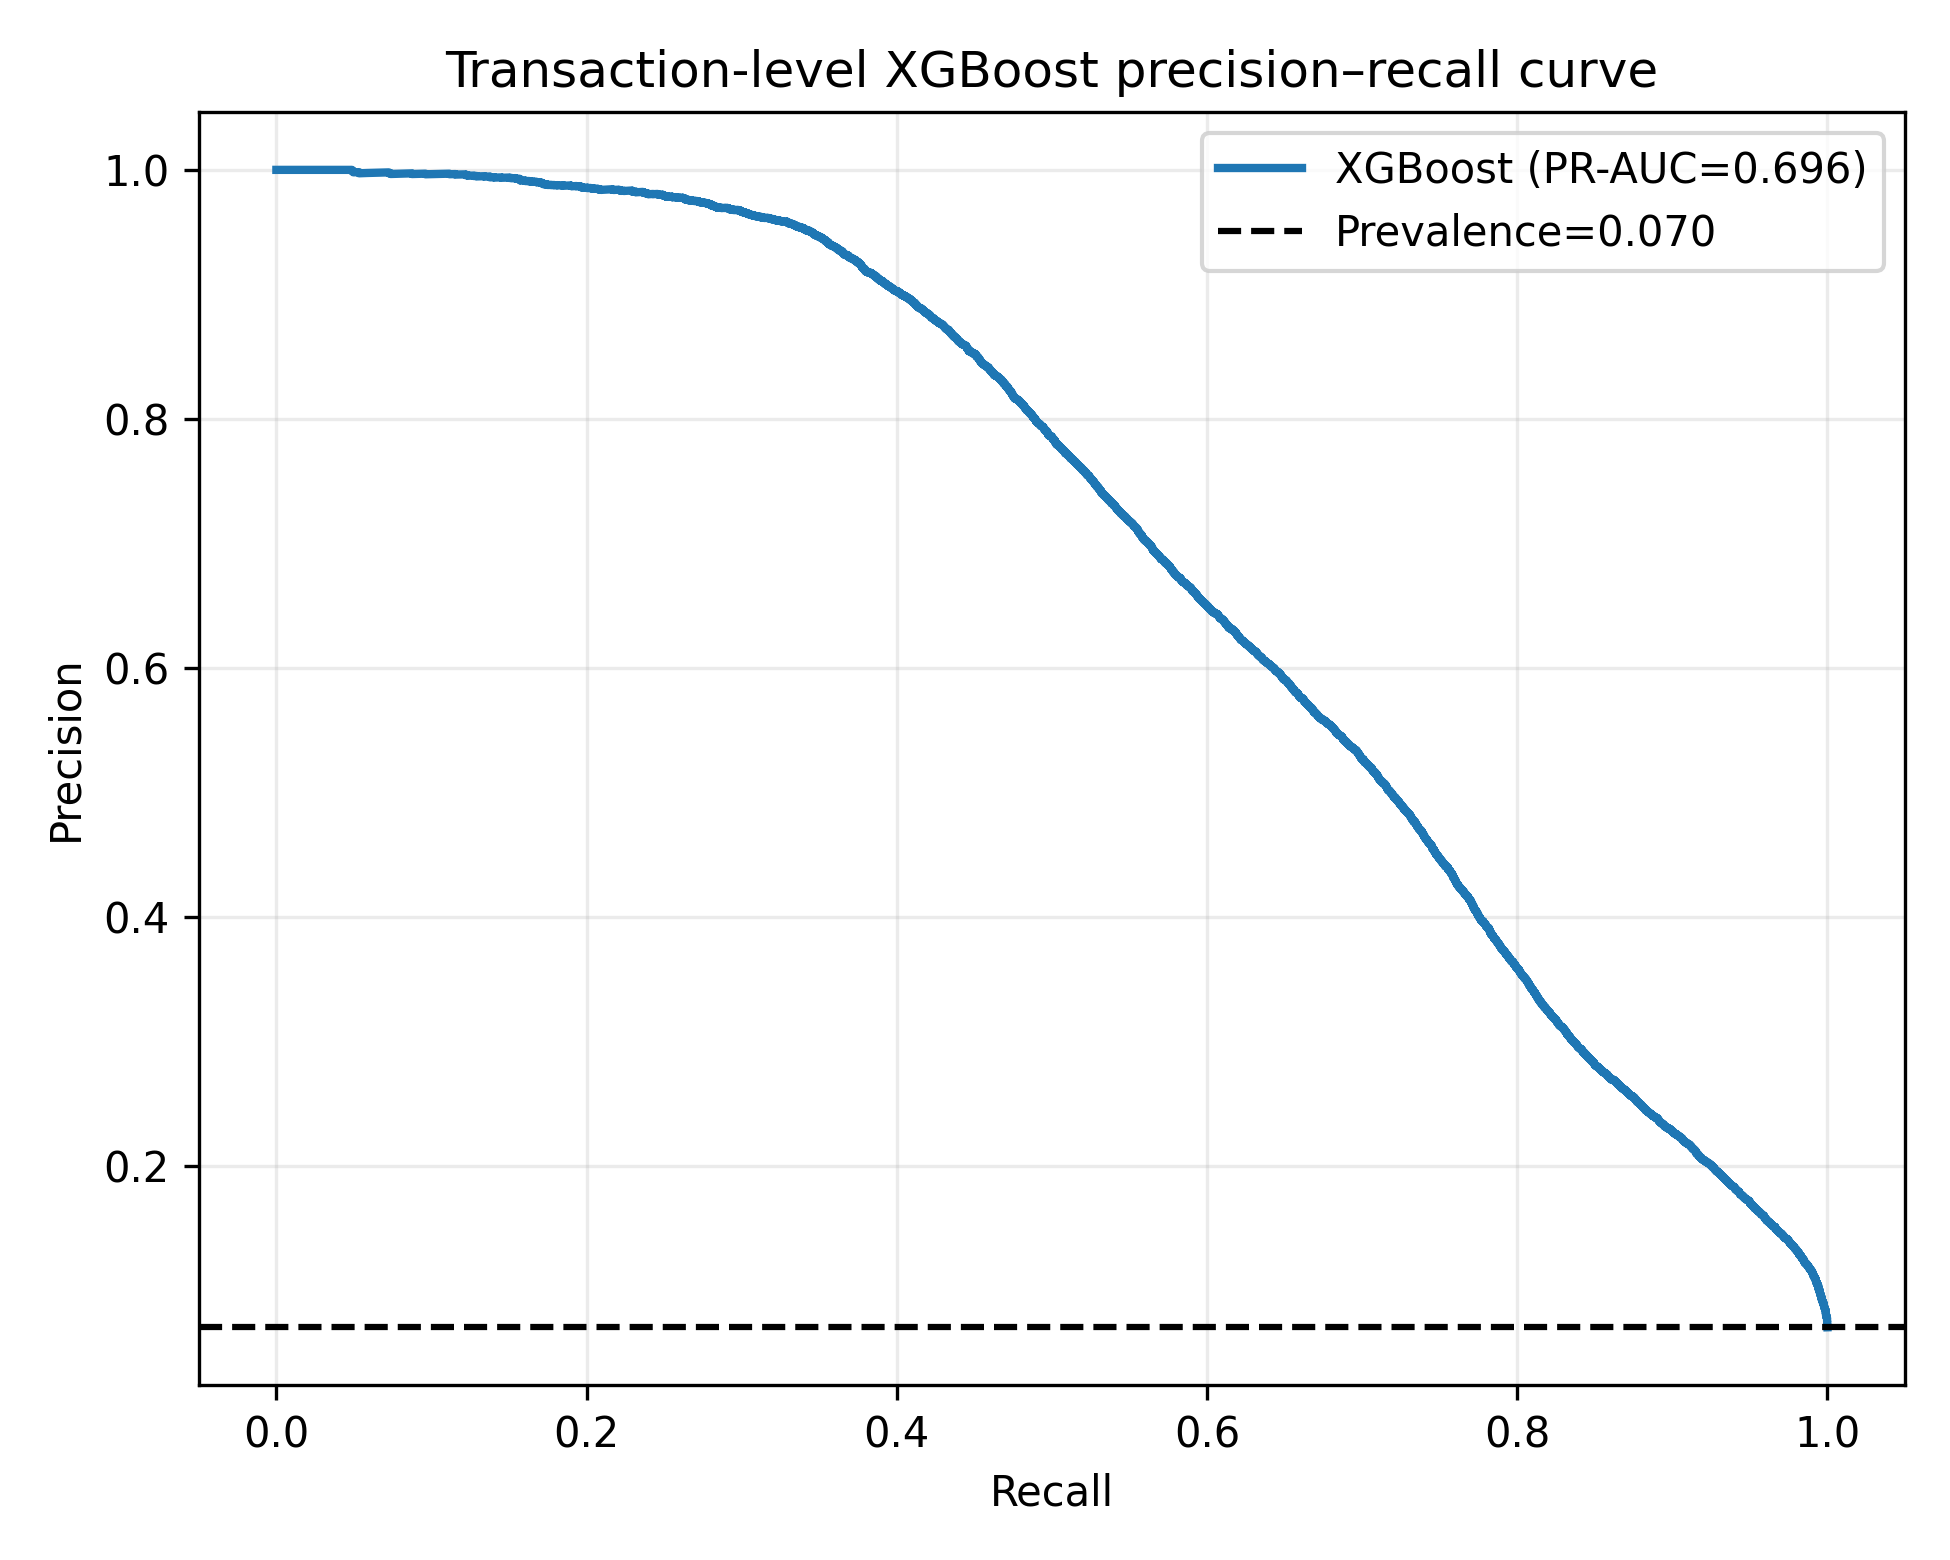 Transaction-level XGBoost precision–recall curve
XGBoost (PR-AUC=0.696)
Prevalence=0.070
Precision
1.0
0.8
0.6
0.4
0.2
0.0 0.2 0.4 0.6 0.8 1.0
Recall